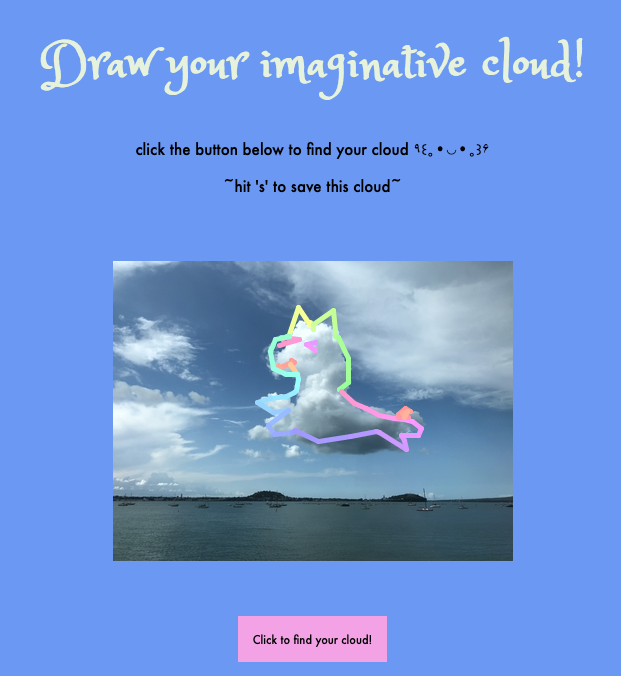 Draw your imaginative cloud!
click the button below to find your cloud ٩꒰｡•◡•｡꒱۶
~hit 's' to save this cloud~
Click to find your cloud!